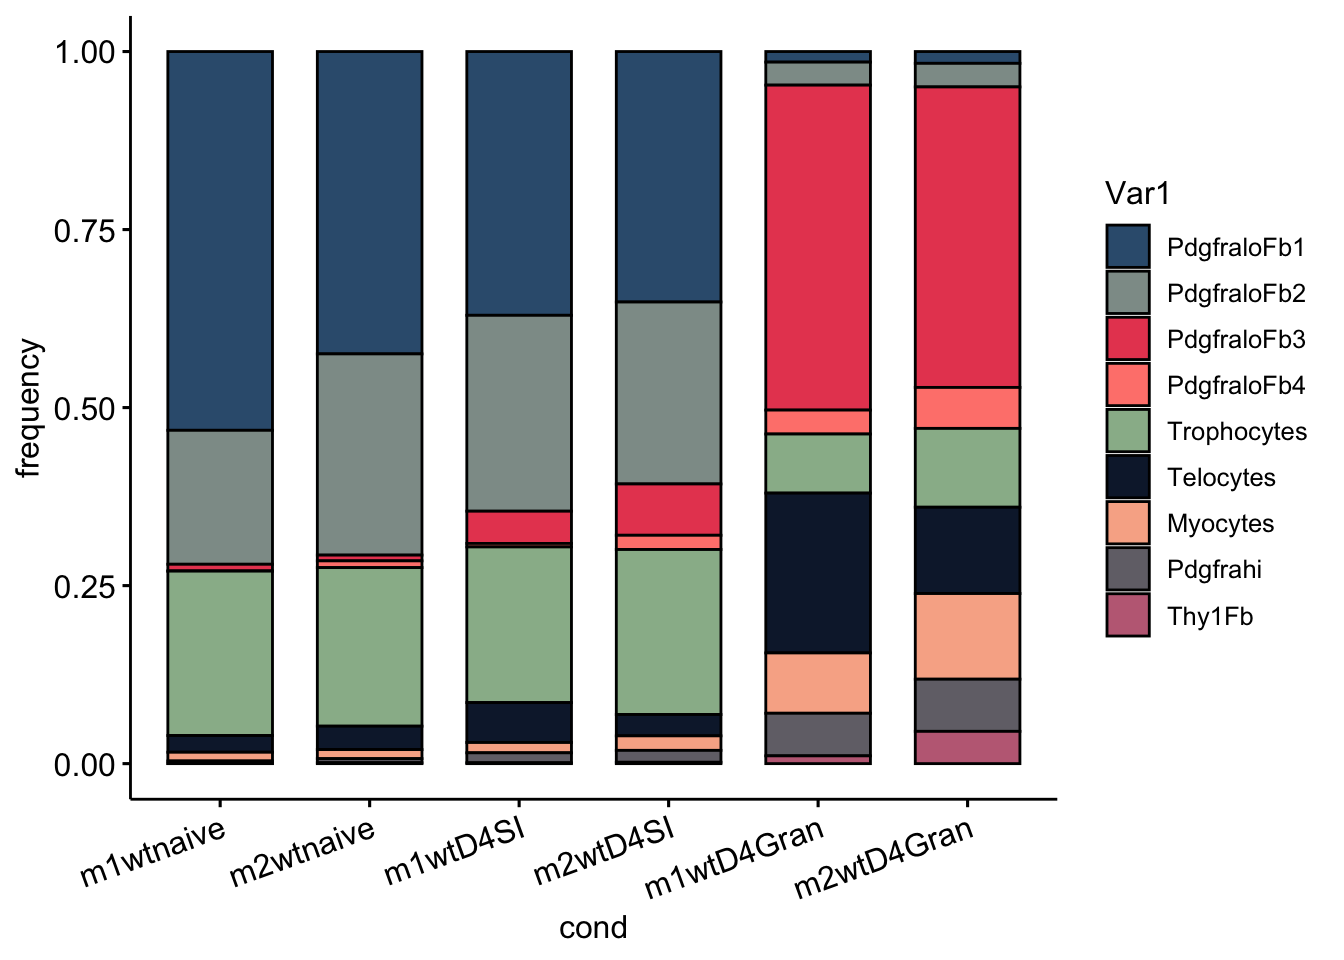 1.00
0.75
0.50
0.25
0.00
frequency
m1wtnaive
m2wtnaive
m1wtD4SI
m2wtD4SI
m1wtD4Gran
m2wtD4Gran
cond
Var1
PdgfraloFb1
PdgfraloFb2
PdgfraloFb3
PdgfraloFb4
Trophocytes
Telocytes
Myocytes
Pdgfrahi
Thy1Fb